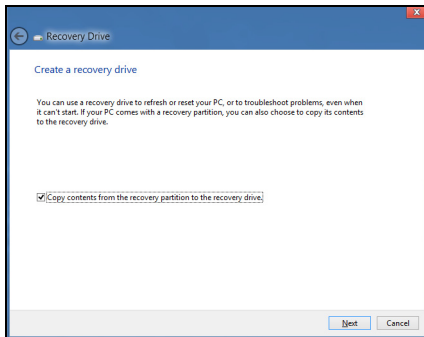 Recovery Drive
Create a recovery drive
You can use a recovery drive to refresh or reset your PC, or to troubleshoot problems, even when
it can't start. If your PC comes with a recovery partition, you can also choose to copy its contents
to the recovery drive.
Copy contents from the recovery partition to the recovery drive.
Next Cancel